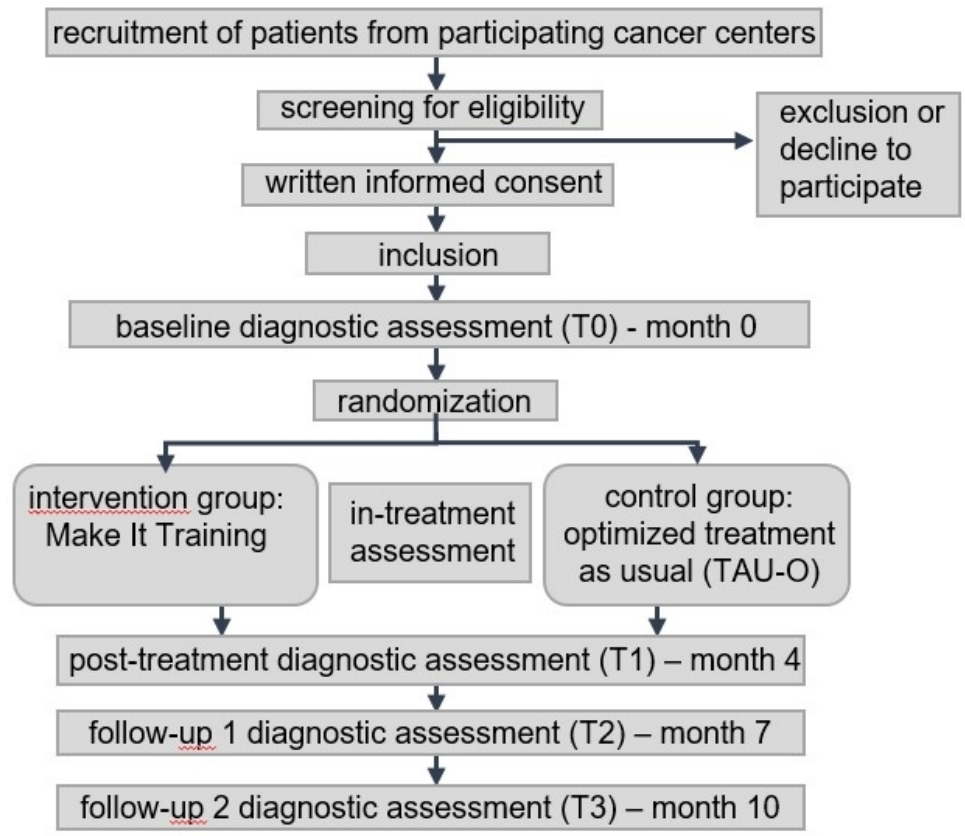 recruitment of patients from participating cancer centers
screening for eligibility
exclusion or
decline to
participate
written informed consent
inclusion
baseline diagnostic assessment (T0) - month 0
randomization
intervention group:
Make It Training
in-treatment
assessment
control group:
optimized treatment
as usual (TAU-O)
post-treatment diagnostic assessment (T1) – month 4
follow-up 1 diagnostic assessment (T2) – month 7
follow-up 2 diagnostic assessment (T3) – month 10